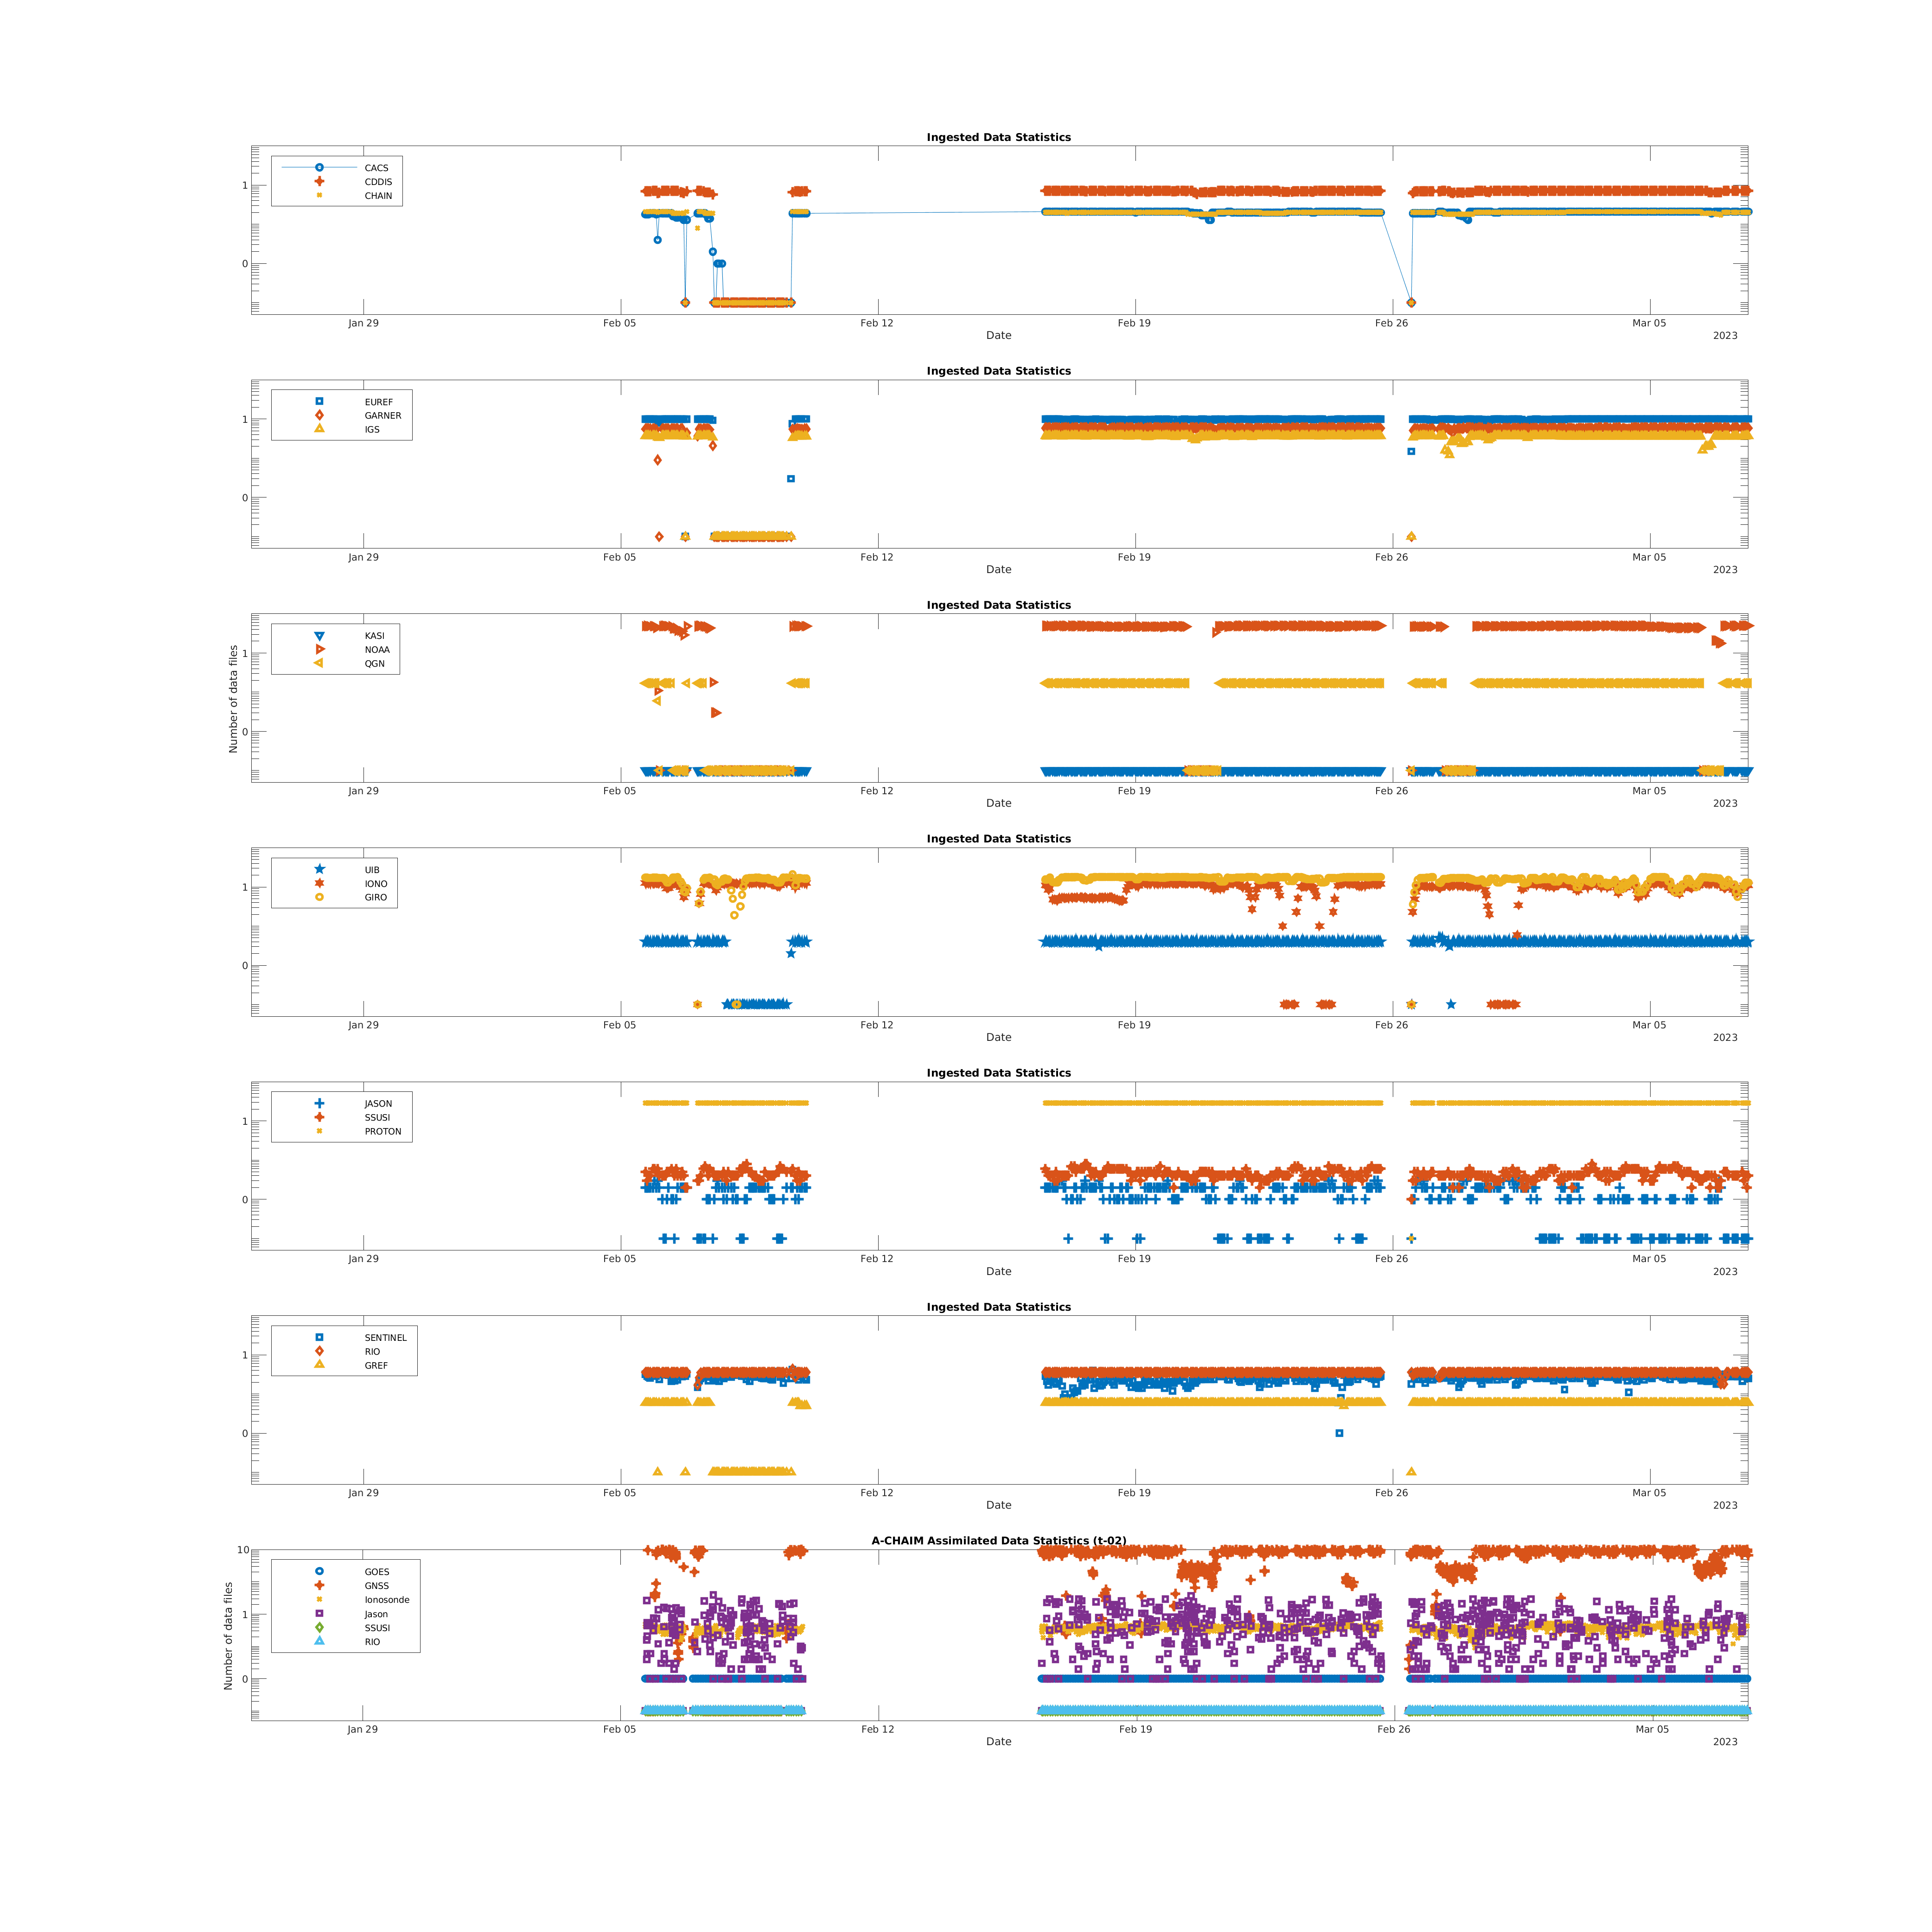 Ingested Data Statistics
CACS
CDDIS
CHAIN
1
0
Jan 29 Feb 05 Feb 12 Feb 19 Feb 26 Mar 05
Date
2023
Ingested Data Statistics
EUREF
GARNER
IGS
1
0
Jan 29 Feb 05 Feb 12 Feb 19 Feb 26 Mar 05
Date
2023
Ingested Data Statistics
KASI
NOAA
QGN
Number of data files
1
0
Jan 29 Feb 05 Feb 12 Feb 19 Feb 26 Mar 05
Date
2023
Ingested Data Statistics
UIB
IONO
GIRO
1
0
Jan 29 Feb 05 Feb 12 Feb 19 Feb 26 Mar 05
Date
2023
Ingested Data Statistics
JASON
SSUSI
PROTON
1
0
Jan 29 Feb 05 Feb 12 Feb 19 Feb 26 Mar 05
Date
2023
Ingested Data Statistics
SENTINEL
RIO
GREF
1
0
Jan 29 Feb 05 Feb 12 Feb 19 Feb 26 Mar 05
Date
2023
A-CHAIM Assimilated Data Statistics (t-02)
GOES
GNSS
Ionosonde
Jason
SSUSI
RIO
Number of data files
10
1
0
Jan 29 Feb 05 Feb 12 Feb 19 Feb 26 Mar 05
Date
2023